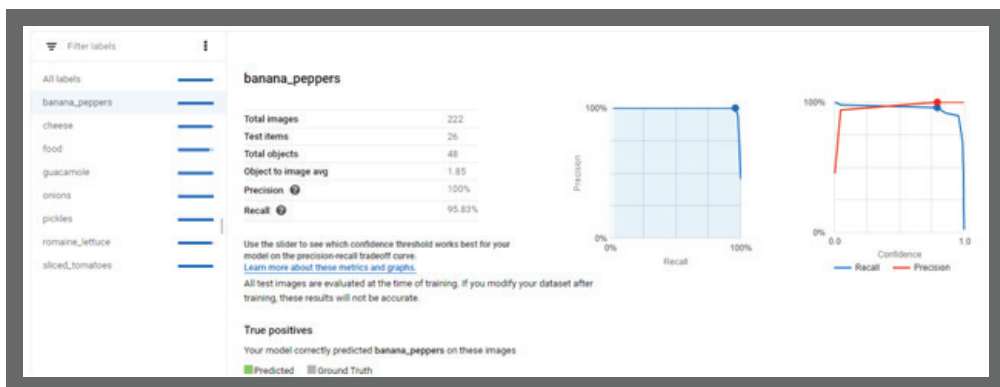 Filter labels
All labels
banana_peppers
cheese
food
guacamole
onions
pickles
romaine_lettuce
sliced_tomatoes
banana_peppers
Total images 222
Test items 26
Total objects 48
Object to image avg 1.85
Precision 100%
Recall 95.83%
Use the slider to see which confidence threshold works best for your
model on the precision-recall tradeoff curve.
Learn more about these metrics and graphs.
All test images are evaluated at the time of training. If you modify your dataset after
training, these results will not be accurate.
True positives
Your model correctly predicted banana_peppers on these images
Predicted Ground Truth
100%
Precision
0%
0% 100%
Recall
100%
0%
0.0 1.0
Confidence
Recall Precision